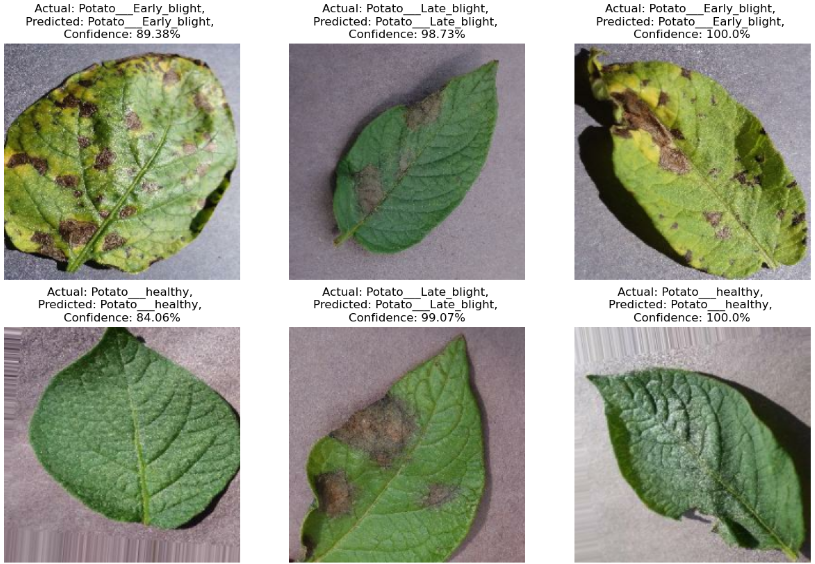 Actual: Potato___Early_blight,
Predicted: Potato___Early_blight,
Confidence: 89.38%
Actual: Potato___Late_blight,
Predicted: Potato___Late_blight,
Confidence: 98.73%
Actual: Potato___Early_blight,
Predicted: Potato___Early_blight,
Confidence: 100.0%
Actual: Potato___healthy,
Predicted: Potato___healthy,
Confidence: 84.06%
Actual: Potato___Late_blight,
Predicted: Potato___Late_blight,
Confidence: 99.07%
Actual: Potato___healthy,
Predicted: Potato___healthy,
Confidence: 100.0%